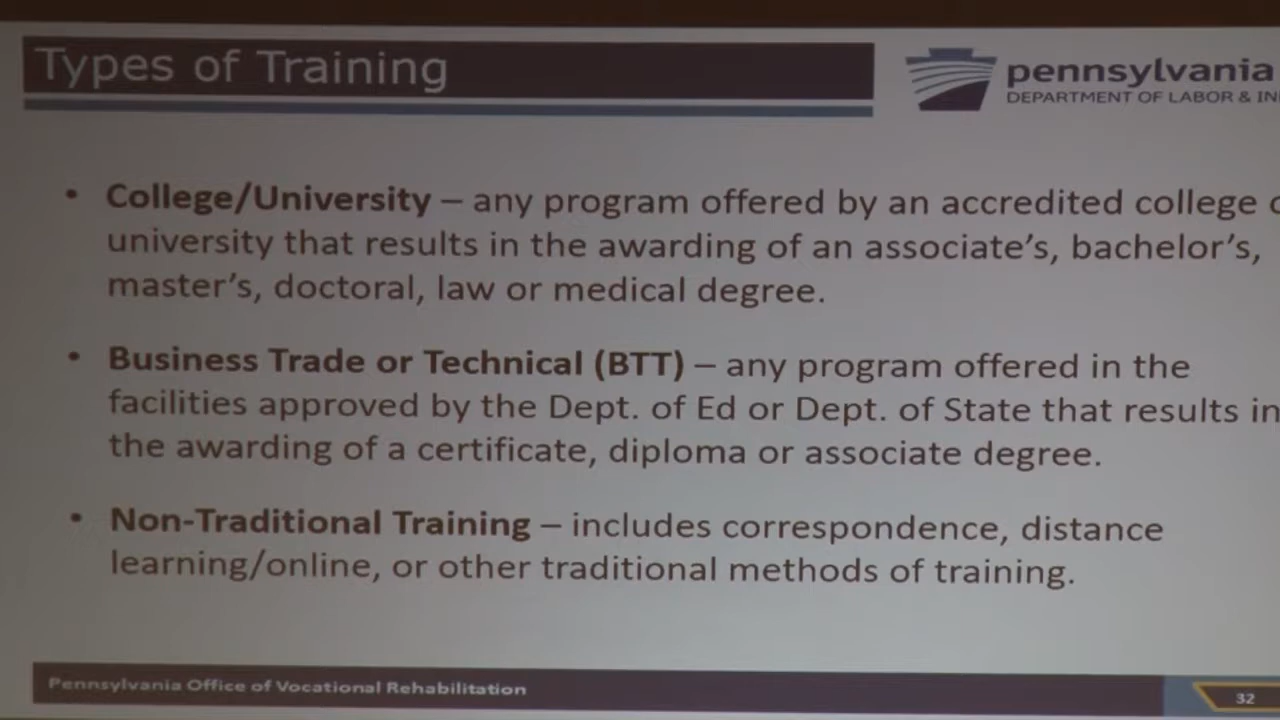 Types of Training
pennsylvania
DEPARTMENT OF LABOR &
• College/University – any program offered by an accredited college
university that results in the awarding of an associate’s, bachelor’s,
master’s, doctoral, law or medical degree.
• Business Trade or Technical (BTT) – any program offered in the
facilities approved by the Dept. of Ed or Dept. of State that results in
the awarding of a certificate, diploma or associate degree.
• Non-Traditional Training – includes correspondence, distance
learning/online, or other traditional methods of training.
Pennsylvania Office of Vocational Rehabilitation
32